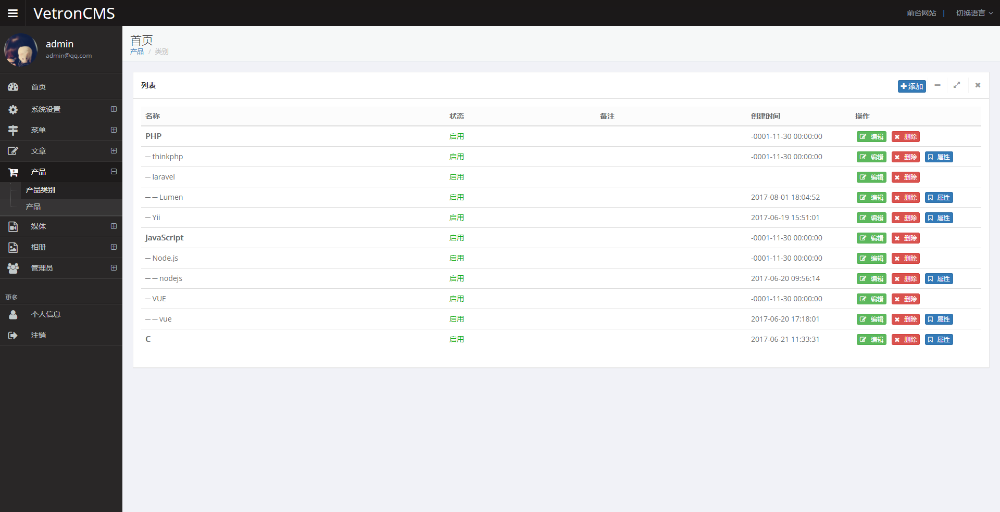 VetronCMS
前台网站 |
切换语言
admin
admin@qq.com
首页
系统设置
菜单
文章
产品
产品类别
产品
媒体
相册
管理员
更多
个人信息
注销
首页
产品 / 类别
列表
添加
名称 状态 备注 创建时间 操作
PHP 启用 -0001-11-30 00:00:00 编辑 删除
— thinkphp 启用 -0001-11-30 00:00:00 编辑 删除 属性
— laravel 启用 编辑 删除
— — Lumen 启用 2017-08-01 18:04:52 编辑 删除 属性
— Yii 启用 2017-06-19 15:51:01 编辑 删除 属性
JavaScript 启用 -0001-11-30 00:00:00 编辑 删除
— Node.js 启用 -0001-11-30 00:00:00 编辑 删除
— — nodejs 启用 2017-06-20 09:56:14 编辑 删除 属性
— VUE 启用 -0001-11-30 00:00:00 编辑 删除
— — vue 启用 2017-06-20 17:18:01 编辑 删除 属性
C 启用 2017-06-21 11:33:31 编辑 删除 属性